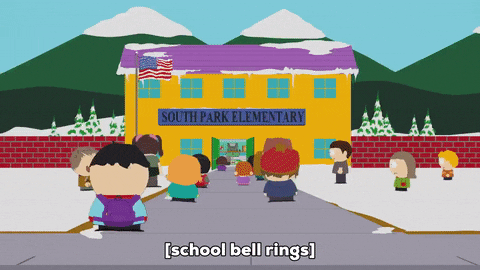 SOUTH PARK ELEMENTARY
[school bell rings]